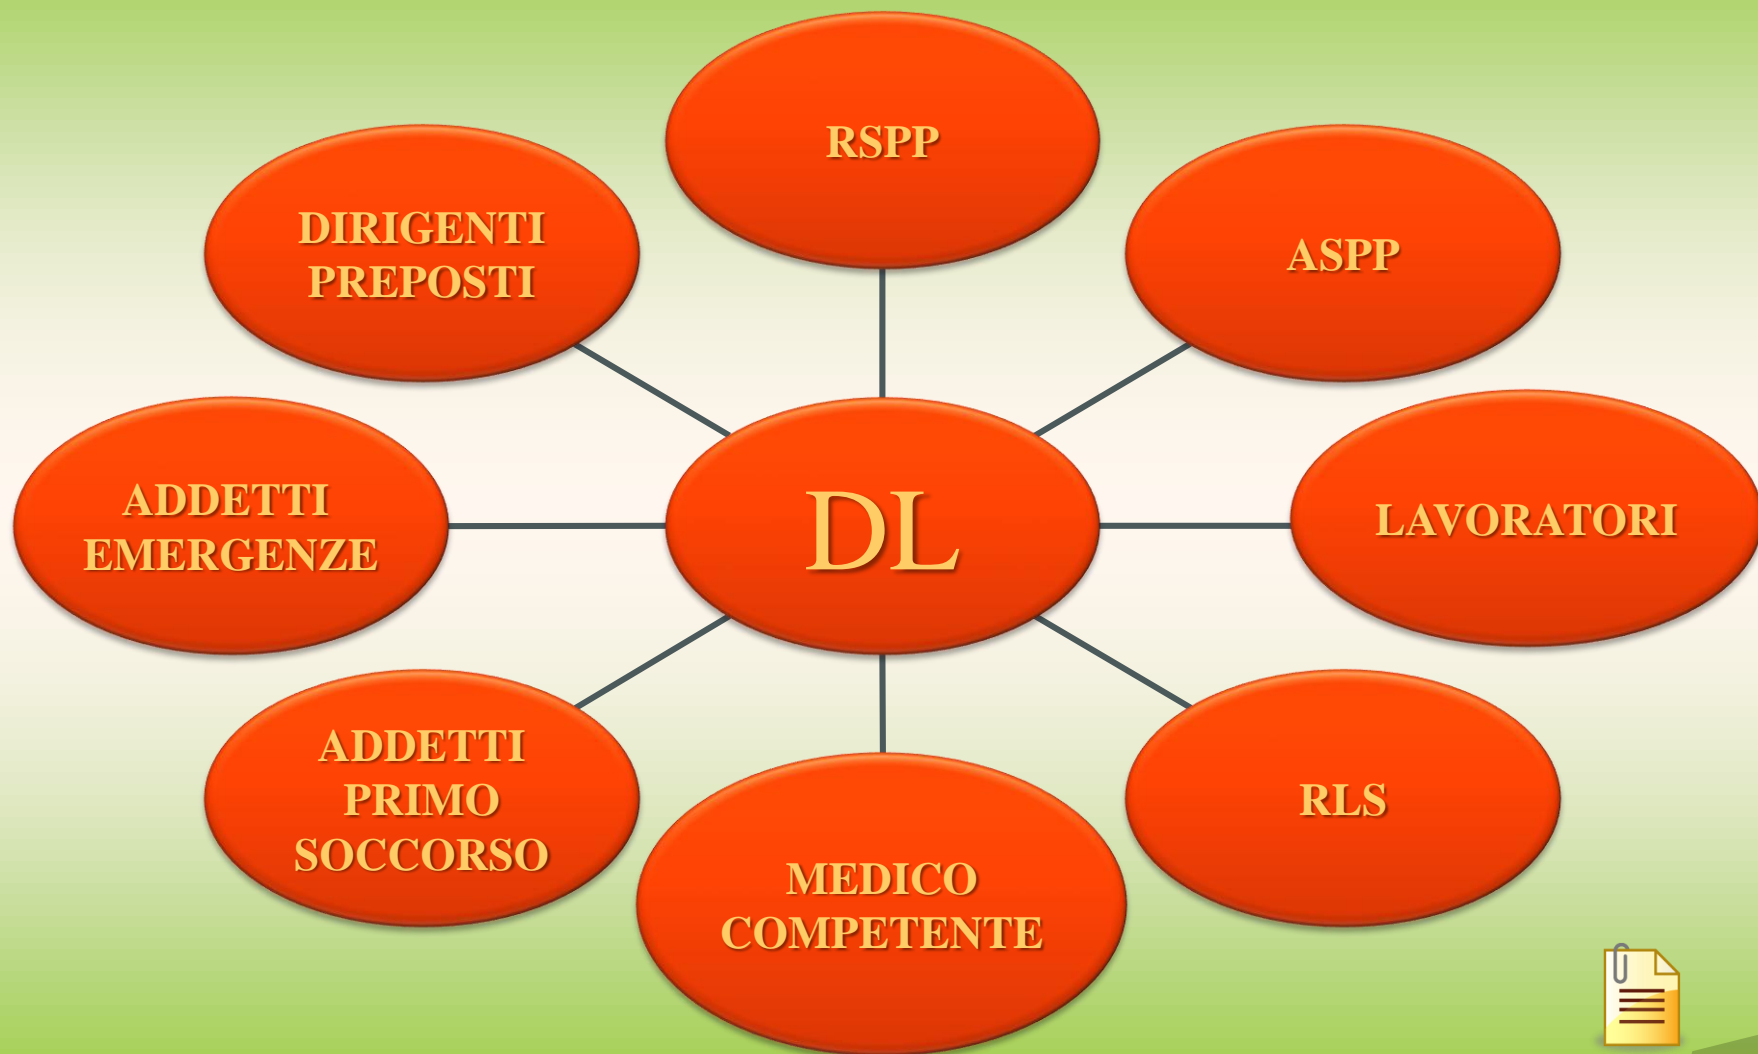 RSPP
DIRIGENTI
PREPOSTI
ASPP
ADDETTI
EMERGENZE
DL
LAVORATORI
ADDETTI
PRIMO
SOCCORSO
RLS
MEDICO
COMPETENTE